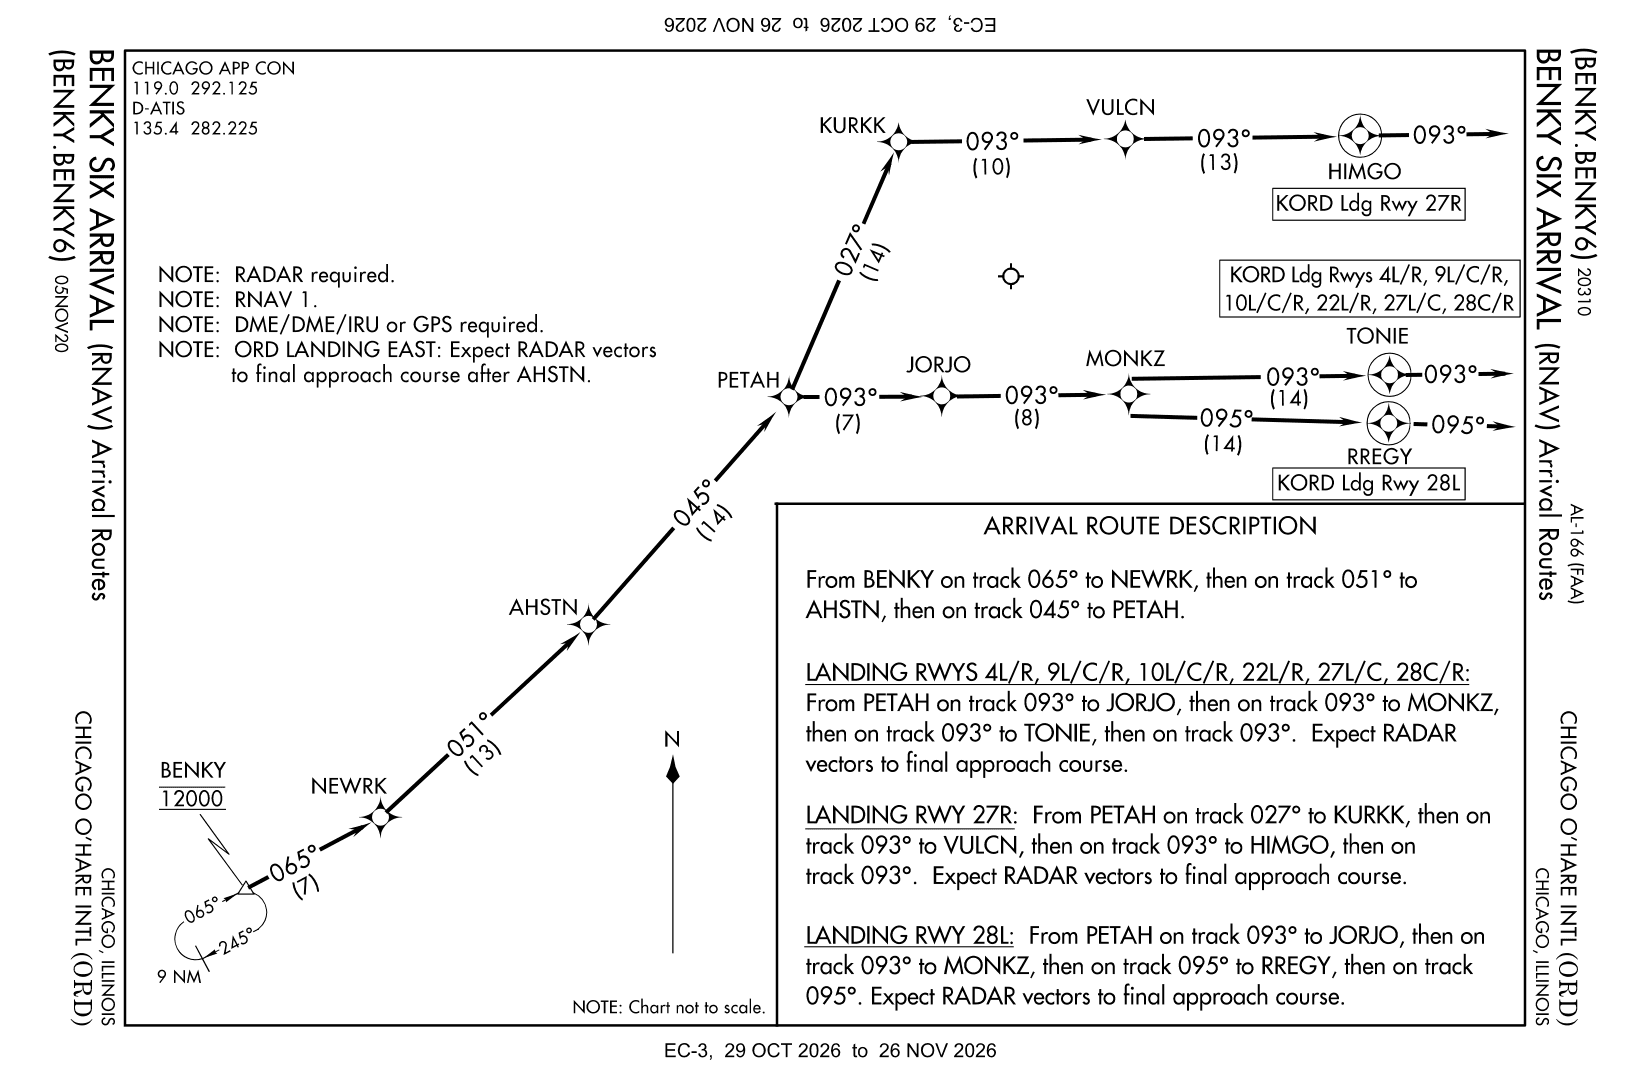 EC-3, 29 OCT 2026 to 26 NOV 2026
(BENKY.BENKY6) 05NOV20
BENKY SIX ARRIVAL (RNAV) Arrival Routes
CHICAGO O'HARE INTL (ORD)
CHICAGO, ILLINOIS
CHICAGO APP CON
119.0 292.125
D-ATIS
135.4 282.225
NOTE: RADAR required.
NOTE: RNAV 1.
NOTE: DME/DME/IRU or GPS required.
NOTE: ORD LANDING EAST: Expect RADAR vectors
to final approach course after AHSTN.
KURKK
093°
(10)
VULCN
093°
(13)
HIMGO
093°
KORD Ldg Rwy 27R
027°
(14)
KORD Ldg Rwys 4L/R, 9L/C/R,
10L/C/R, 22L/R, 27L/C, 28C/R
TONIE
PETAH
093°
(7)
JORJO
093°
(8)
MONKZ
093°
(14)
093°
095°
(14)
095°
RREGY
KORD Ldg Rwy 28L
045°
(14)
AHSTN
051°
(13)
NEWRK
BENKY
12000
065°
(7)
065°
245°
9 NM
N
NOTE: Chart not to scale.
ARRIVAL ROUTE DESCRIPTION
From BENKY on track 065° to NEWRK, then on track 051° to
AHSTN, then on track 045° to PETAH.
LANDING RWYS 4L/R, 9L/C/R, 10L/C/R, 22L/R, 27L/C, 28C/R:
From PETAH on track 093° to JORJO, then on track 093° to MONKZ,
then on track 093° to TONIE, then on track 093°. Expect RADAR
vectors to final approach course.
LANDING RWY 27R: From PETAH on track 027° to KURKK, then on
track 093° to VULCN, then on track 093° to HIMGO, then on
track 093°. Expect RADAR vectors to final approach course.
LANDING RWY 28L: From PETAH on track 093° to JORJO, then on
track 093° to MONKZ, then on track 095° to RREGY, then on track
095°. Expect RADAR vectors to final approach course.
(BENKY.BENKY6) 20310
BENKY SIX ARRIVAL (RNAV) Arrival Routes
AL-166 (FAA)
CHICAGO O'HARE INTL (ORD)
CHICAGO, ILLINOIS
EC-3, 29 OCT 2026 to 26 NOV 2026